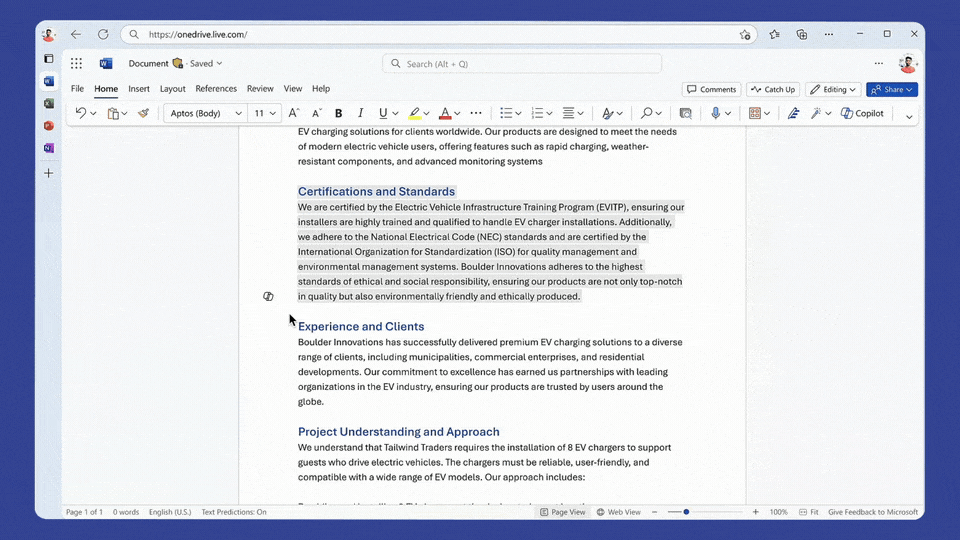 https://onedrive.live.com/
Document Saved
Search (Alt + Q)
File Home Insert Layout References Review View Help
Comments Catch Up Editing Share
Aptos (Body) 11 A A B I U A Copilot
EV charging solutions for clients worldwide. Our products are designed to meet the needs
of modern electric vehicle users, offering features such as rapid charging, weather-
resistant components, and advanced monitoring systems
Certifications and Standards
We are certified by the Electric Vehicle Infrastructure Training Program (EVITP), ensuring our
installers are highly trained and qualified to handle EV charger installations. Additionally,
we adhere to the National Electrical Code (NEC) standards and are certified by the
International Organization for Standardization (ISO) for quality management and
environmental management systems. Boulder Innovations adheres to the highest
standards of ethical and social responsibility, ensuring our products are not only top-notch
in quality but also environmentally friendly and ethically produced.
Experience and Clients
Boulder Innovations has successfully delivered premium EV charging solutions to a diverse
range of clients, including municipalities, commercial enterprises, and residential
developments. Our commitment to excellence has earned us partnerships with leading
organizations in the EV industry, ensuring our products are trusted by users around the
globe.
Project Understanding and Approach
We understand that Tailwind Traders requires the installation of 8 EV chargers to support
guests who drive electric vehicles. The chargers must be reliable, user-friendly, and
compatible with a wide range of EV models. Our approach includes:
Page 1 of 1 0 words English (U.S.) Text Predictions: On Page View Web View 100% Fit Give Feedback to Microsoft